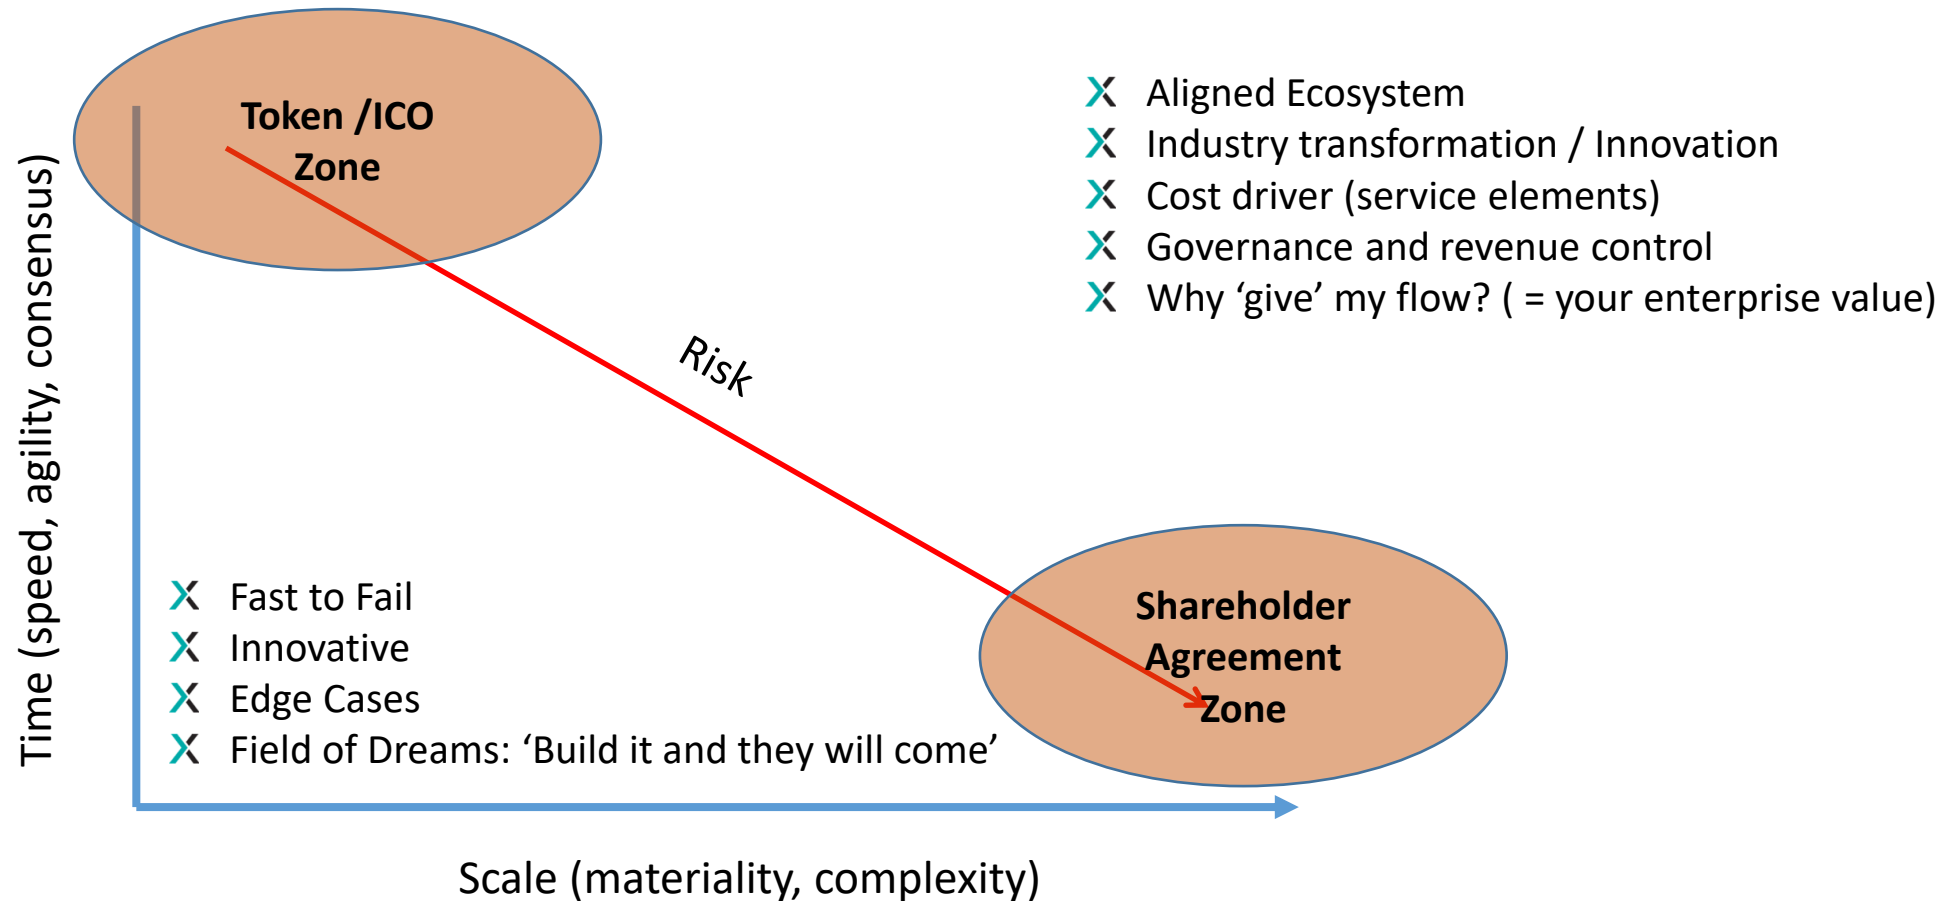 Token /ICO
Zone
Aligned Ecosystem
Industry transformation / Innovation
Cost driver (service elements)
Governance and revenue control
Why ‘give’ my flow? ( = your enterprise value)
Time (speed, agility, consensus)
Risk
Fast to Fail
Innovative
Edge Cases
Field of Dreams: ‘Build it and they will come’
Shareholder
Agreement
Zone
Scale (materiality, complexity)